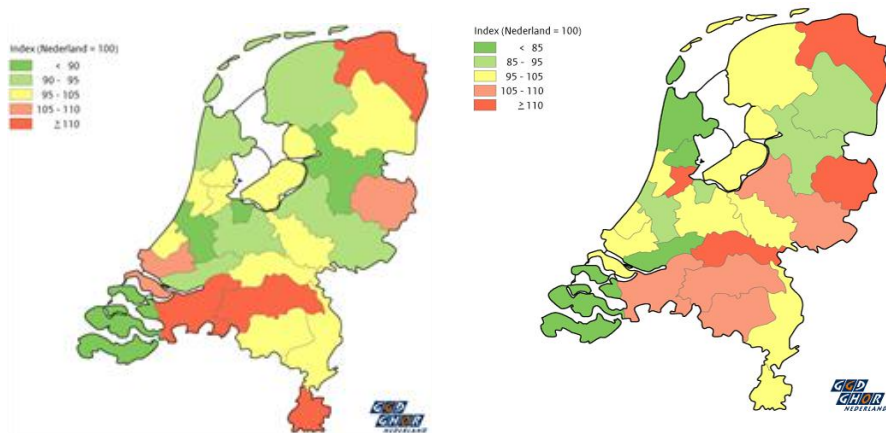 Index (Nederland = 100)
< 90
90 - 95
95 - 105
105 - 110
≥ 110
GGD
GHOR
NEDERLAND
Index (Nederland = 100)
< 85
85 - 95
95 - 105
105 - 110
≥ 110
GGD
GHOR
NEDERLAND